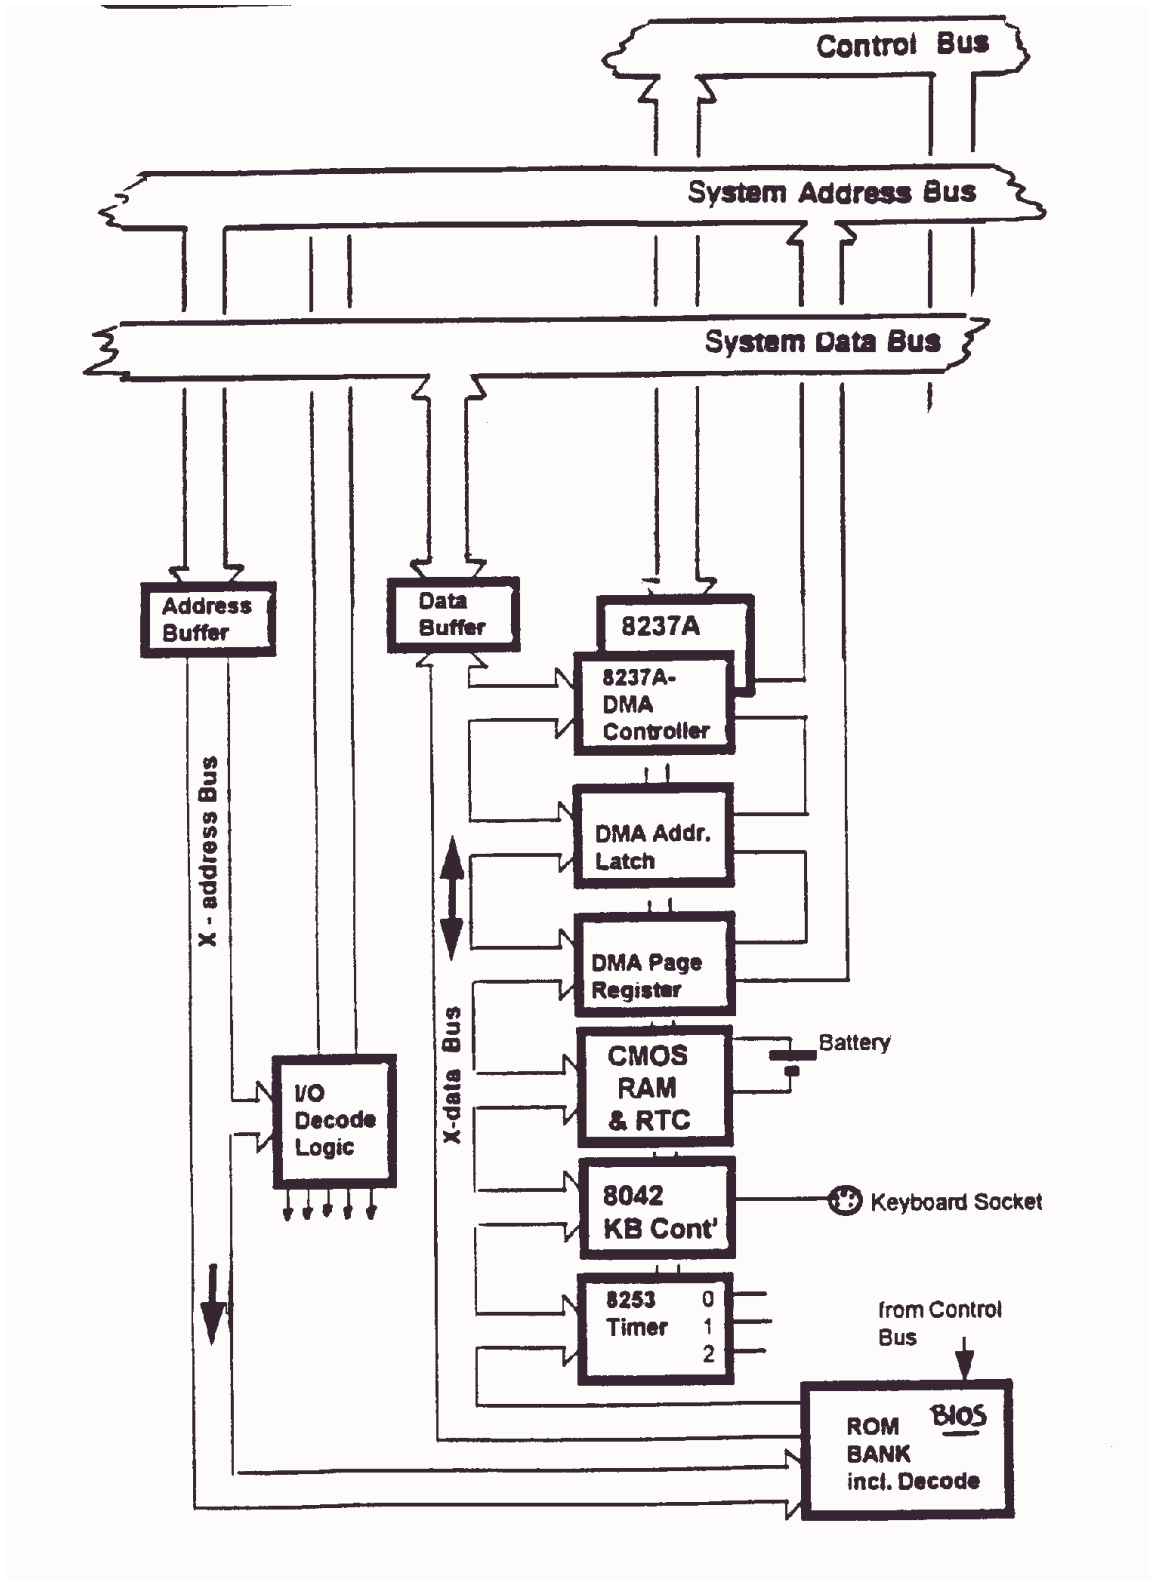 Control Bus
System Address Bus
System Data Bus
Address
Buffer
Data
Buffer
8237A
8237A-
DMA
Controller
X - address Bus
DMA Addr.
Latch
DMA Page
Register
X-data Bus
CMOS
RAM
& RTC
Battery
I/O
Decode
Logic
8042
KB Cont'
Keyboard Socket
8253 0
Timer 1
2
from Control
Bus
BIOS
ROM
BANK
incl. Decode